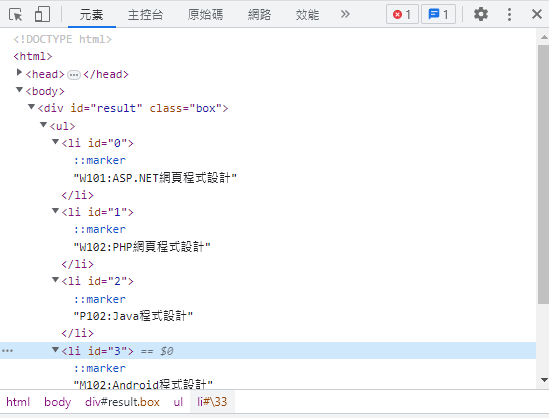 元素 主控台 原始碼 網路 效能 » 1 1
<!DOCTYPE html>
<html>
<head>…</head>
<body>
<div id="result" class="box">
<ul>
<li id="0">
::marker
"W101:ASP.NET網頁程式設計"
</li>
<li id="1">
::marker
"W102:PHP網頁程式設計"
</li>
<li id="2">
::marker
"P102:Java程式設計"
</li>
… <li id="3"> == $0
::marker
"M102:Android程式設計"
html body div#result.box ul li#\33